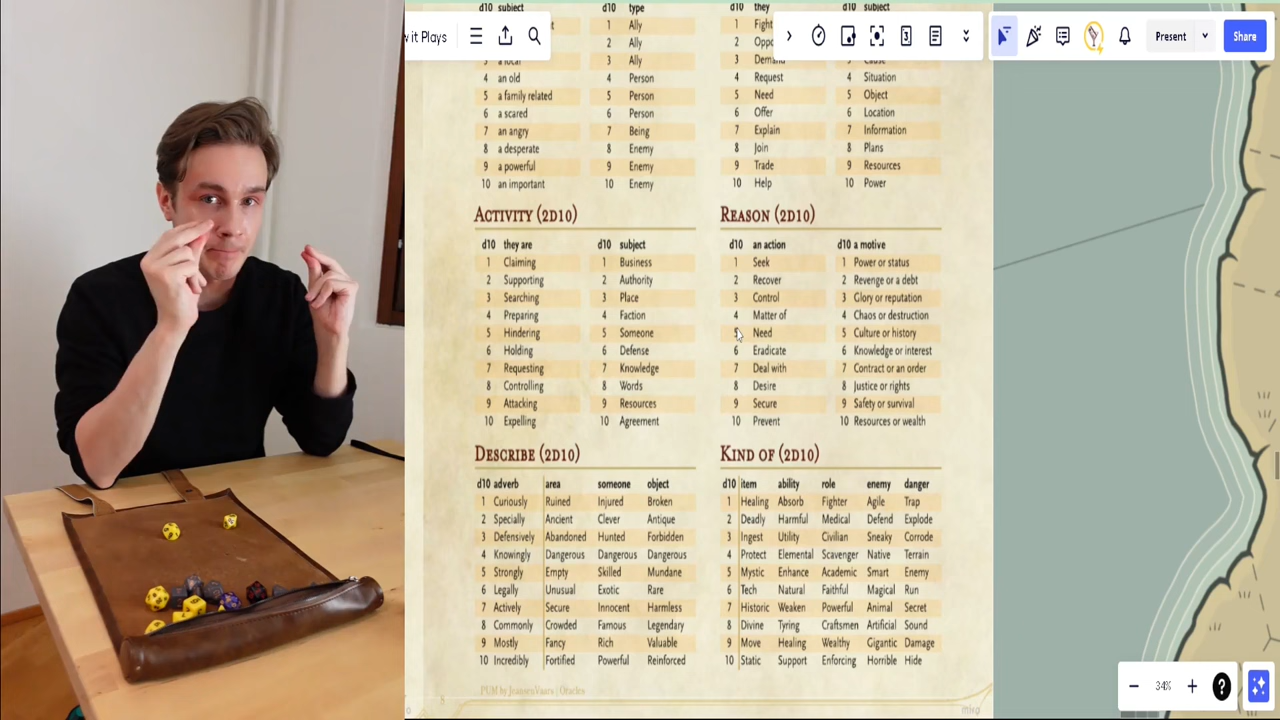 w it Plays
Present
Share
d10 subject
d10 type
1 Ally
2 Ally
3 a local
3 Ally
4 an old
4 Person
5 a family related
5 Person
6 a scared
6 Person
7 an angry
7 Being
8 a desperate
8 Enemy
9 a powerful
9 Enemy
10 an important
10 Enemy
d10 they
d10 subject
1 Fight
2 Oppo
3 Demand
3 Cause
4 Request
4 Situation
5 Need
5 Object
6 Offer
6 Location
7 Explain
7 Information
8 Join
8 Plans
9 Trade
9 Resources
10 Help
10 Power
ACTIVITY (2D10)
d10 they are
d10 subject
1 Claiming
1 Business
2 Supporting
2 Authority
3 Searching
3 Place
4 Preparing
4 Faction
5 Hindering
5 Someone
6 Holding
6 Defense
7 Requesting
7 Knowledge
8 Controlling
8 Words
9 Attacking
9 Resources
10 Expelling
10 Agreement
REASON (2D10)
d10 an action
d10 a motive
1 Seek
1 Power or status
2 Recover
2 Revenge or a debt
3 Control
3 Glory or reputation
4 Matter of
4 Chaos or destruction
5 Need
5 Culture or history
6 Eradicate
6 Knowledge or interest
7 Deal with
7 Contract or an order
8 Desire
8 Justice or rights
9 Secure
9 Safety or survival
10 Prevent
10 Resources or wealth
DESCRIBE (2D10)
d10 adverb area someone object
1 Curiously Ruined Injured Broken
2 Specially Ancient Clever Antique
3 Defensively Abandoned Hunted Forbidden
4 Knowingly Dangerous Dangerous Dangerous
5 Strongly Empty Skilled Mundane
6 Legally Unusual Exotic Rare
7 Actively Secure Innocent Harmless
8 Commonly Crowded Famous Legendary
9 Mostly Fancy Rich Valuable
10 Incredibly Fortified Powerful Reinforced
KIND OF (2D10)
d10 item ability role enemy danger
1 Healing Absorb Fighter Agile Trap
2 Deadly Harmful Medical Defend Explode
3 Ingest Utility Civilian Sneaky Corrode
4 Protect Elemental Scavenger Native Terrain
5 Mystic Enhance Academic Smart Enemy
6 Tech Natural Faithful Magical Run
7 Historic Weaken Powerful Animal Secret
8 Divine Tyring Craftsmen Artificial Sound
9 Move Healing Wealthy Gigantic Damage
10 Static Support Enforcing Horrible Hide
PUM by JeansenVaars | Oracles
8
miro
34%